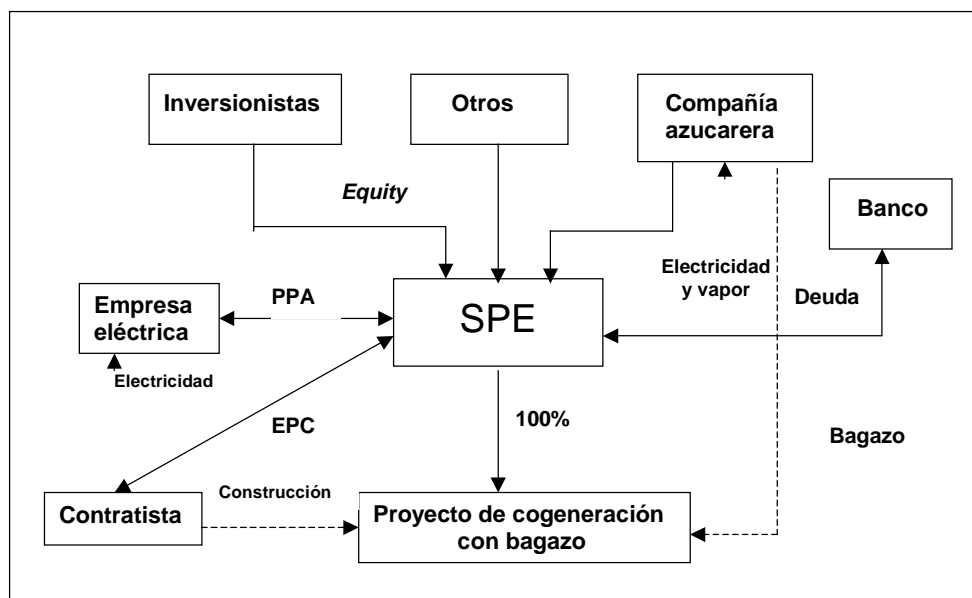 Inversionistas
Otros
Compañía
azucarera
Equity
Banco
Electricidad
y vapor
Deuda
Empresa
eléctrica
PPA
SPE
Electricidad
EPC
100%
Bagazo
Contratista
Construcción
Proyecto de cogeneración
con bagazo